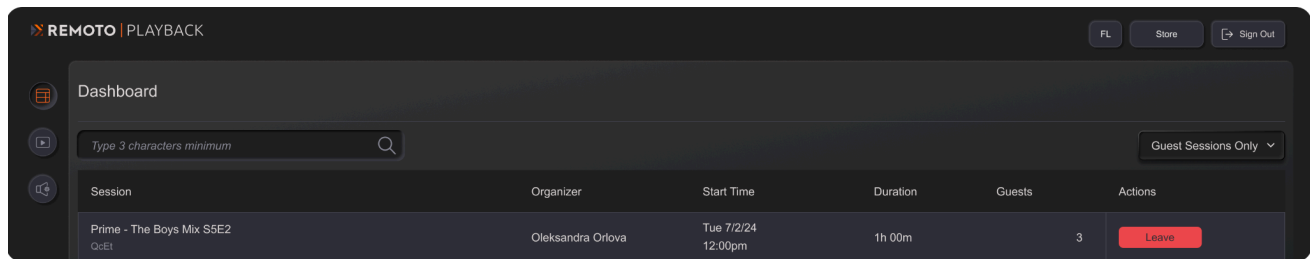 REMOTO | PLAYBACK
FL
Store
Sign Out
Dashboard
Type 3 characters minimum
Guest Sessions Only
Session Organizer Start Time Duration Guests Actions
Prime - The Boys Mix S5E2
QcEt
Oleksandra Orlova
Tue 7/2/24
12:00pm
1h 00m
3
Leave